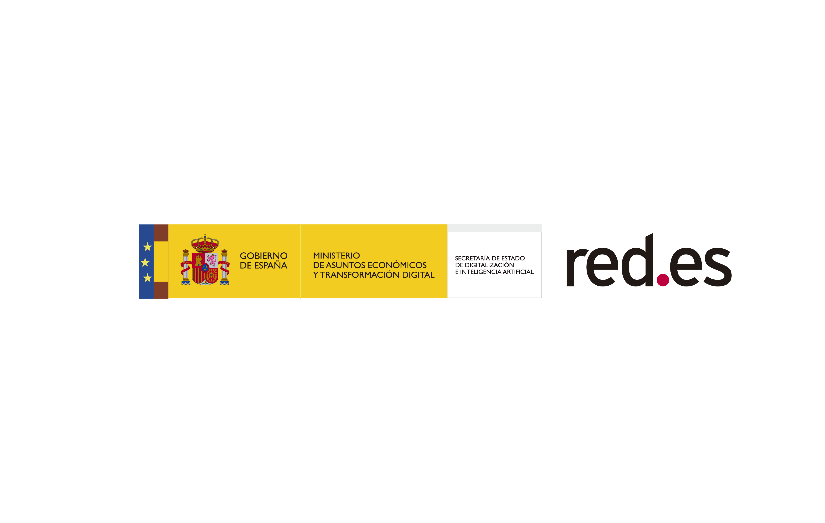 GOBIERNO
DE ESPAÑA
MINISTERIO
DE ASUNTOS ECONÓMICOS
Y TRANSFORMACIÓN DIGITAL
SECRETARÍA DE ESTADO
DE DIGITALIZACIÓN
E INTELIGENCIA ARTIFICIAL
red.es